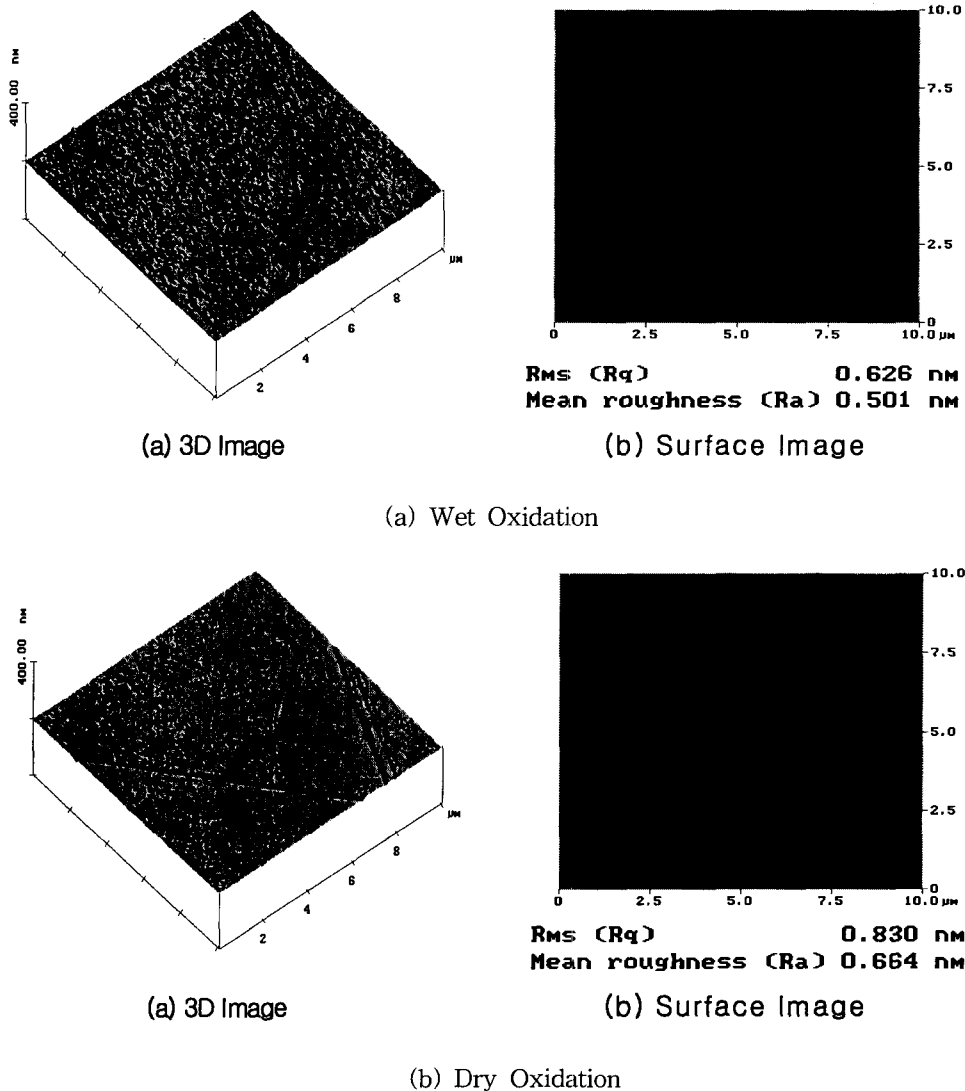 400.00 nM
μM
8
6
4
2
10.0
7.5
5.0
2.5
0
0 2.5 5.0 7.5 10.0 μM
RMs (Rq) 0.626 nM
Mean roughness (Ra) 0.501 nM
(a) 3D Image
(b) Surface Image
(a) Wet Oxidation
400.00 nM
μM
8
6
4
2
10.0
7.5
5.0
2.5
0
0 2.5 5.0 7.5 10.0 μM
RMs (Rq) 0.830 nM
Mean roughness (Ra) 0.664 nM
(a) 3D Image
(b) Surface Image
(b) Dry Oxidation